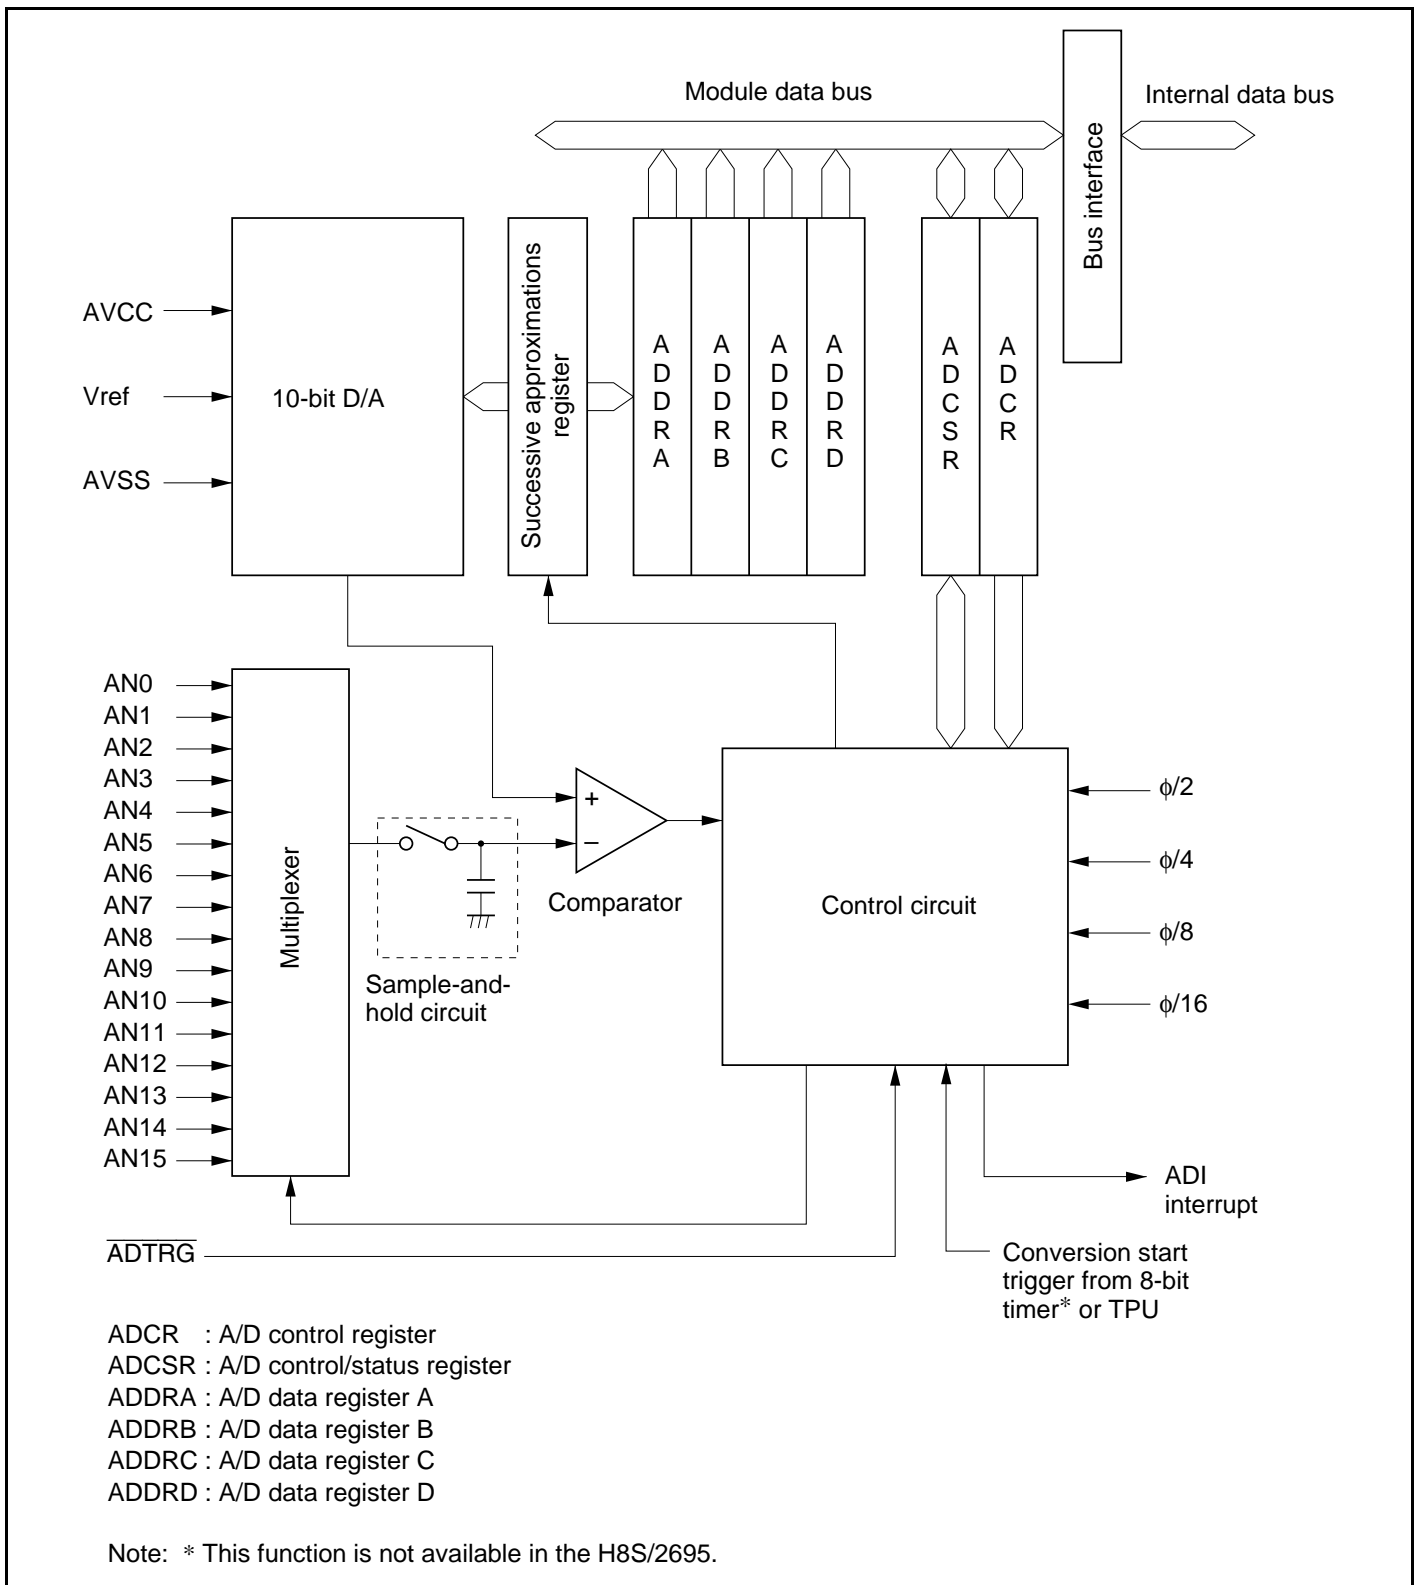 Module data bus
Internal data bus
Bus interface
AVCC
Vref
AVSS
10-bit D/A
Successive approximations
register
ADDRA
ADDRB
ADDRC
ADDRD
ADCSR
ADCR
AN0
AN1
AN2
AN3
AN4
AN5
AN6
AN7
AN8
AN9
AN10
AN11
AN12
AN13
AN14
AN15
Multiplexer
+
−
Comparator
Sample-and-
hold circuit
Control circuit
ϕ/2
ϕ/4
ϕ/8
ϕ/16
ADI
interrupt
ADTRG
Conversion start
trigger from 8-bit
timer* or TPU
ADCR : A/D control register
ADCSR : A/D control/status register
ADDRA : A/D data register A
ADDRB : A/D data register B
ADDRC : A/D data register C
ADDRD : A/D data register D
Note: * This function is not available in the H8S/2695.